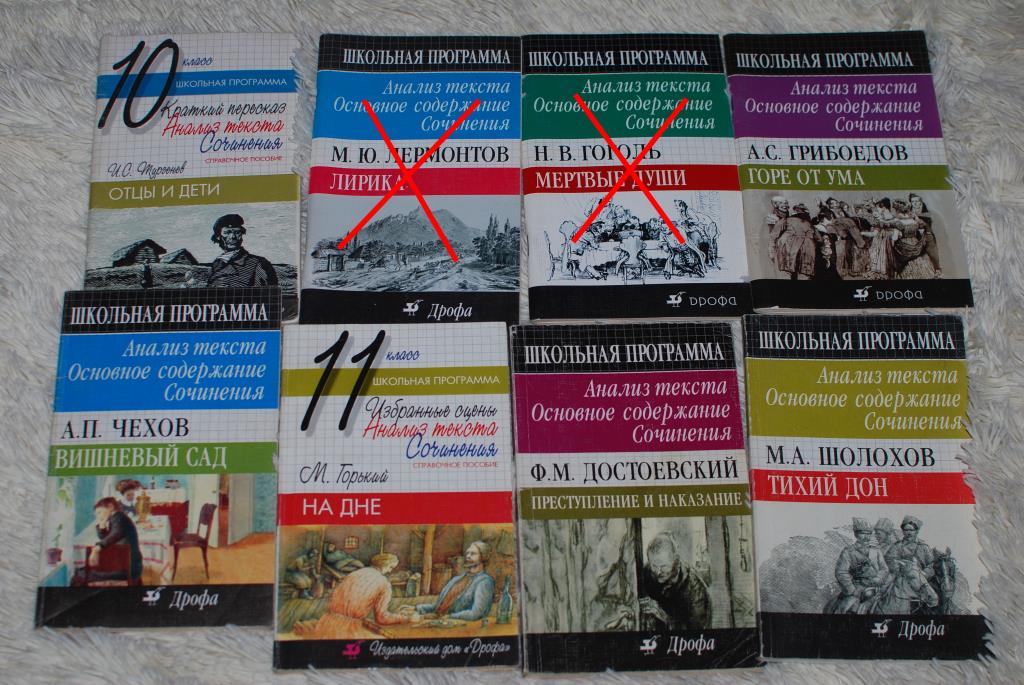 10 класс
ШКОЛЬНАЯ ПРОГРАММА
Краткий пересказ
Анализ текста
Сочинения
СПРАВОЧНОЕ ПОСОБИЕ
И.С. Тургенев
ОТЦЫ И ДЕТИ
ШКОЛЬНАЯ ПРОГРАММА
Анализ текста
Основное содержание
Сочинения
М. Ю. ЛЕРМОНТОВ
ЛИРИКА
Дрофа
ШКОЛЬНАЯ ПРОГРАММА
Анализ текста
Основное содержание
Сочинения
Н. В. ГОГОЛЬ
МЕРТВЫЕ ДУШИ
дрофа
ШКОЛЬНАЯ ПРОГРАММА
Анализ текста
Основное содержание
Сочинения
А.С. ГРИБОЕДОВ
ГОРЕ ОТ УМА
дрофа
ШКОЛЬНАЯ ПРОГРАММА
Анализ текста
Основное содержание
Сочинения
А.П. ЧЕХОВ
ВИШНЕВЫЙ САД
Дрофа
11 класс
ШКОЛЬНАЯ ПРОГРАММА
Избранные сцены
Анализ текста
Сочинения
СПРАВОЧНОЕ ПОСОБИЕ
М. Горький
НА ДНЕ
Издательский дом «Дрофа»
ШКОЛЬНАЯ ПРОГРАММА
Анализ текста
Основное содержание
Сочинения
Ф.М. ДОСТОЕВСКИЙ
ПРЕСТУПЛЕНИЕ И НАКАЗАНИЕ
Дрофа
ШКОЛЬНАЯ ПРОГРАММА
Анализ текста
Основное содержание
Сочинения
М.А. ШОЛОХОВ
ТИХИЙ ДОН
Дрофа